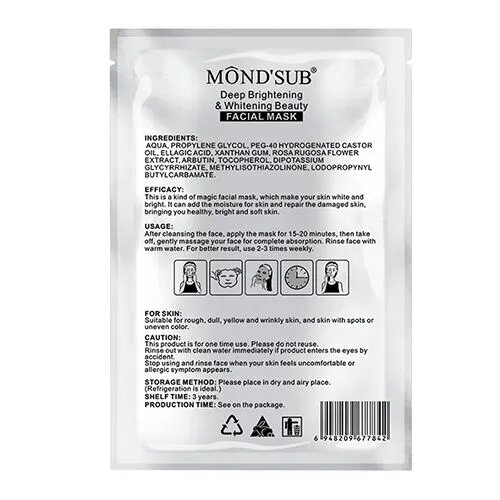 MÔND'SUB®
Deep Brightening
& Whitening Beauty
FACIAL MASK
INGREDIENTS:
AQUA, PROPYLENE GLYCOL, PEG-40 HYDROGENATED CASTOR
OIL, ELLAGIC ACID, XANTHAN GUM, ROSA RUGOSA FLOWER
EXTRACT, ARBUTIN, TOCOPHEROL, DIPOTASSIUM
GLYCYRRHIZATE, METHYLISOTHIAZOLINONE, LODOPROPYNYL
BUTYLCARBAMATE.
EFFICACY:
This is a kind of magic facial mask, which make your skin white and
bright. It can add the moisture for skin and repair the damaged skin,
bringing you healthy, bright and soft skin.
USAGE:
After cleansing the face, apply the mask for 15-20 minutes, then take
off, gently massage your face for complete absorption. Rinse face with
warm water. For better result, use 2-3 times weekly.
FOR SKIN:
Suitable for rough, dull, yellow and wrinkly skin, and skin with spots or
uneven color.
CAUTION:
This product is for one time use. Please do not reuse.
Rinse out with clean water immediately if product enters the eyes by
accident.
Stop using and rinse face when your skin feels uncomfortable or
allergic symptom appears.
STORAGE METHOD: Please place in dry and airy place.
(Refrigeration is ideal.)
SHELF TIME: 3 years.
PRODUCTION TIME: See on the package.
6 948209 677842